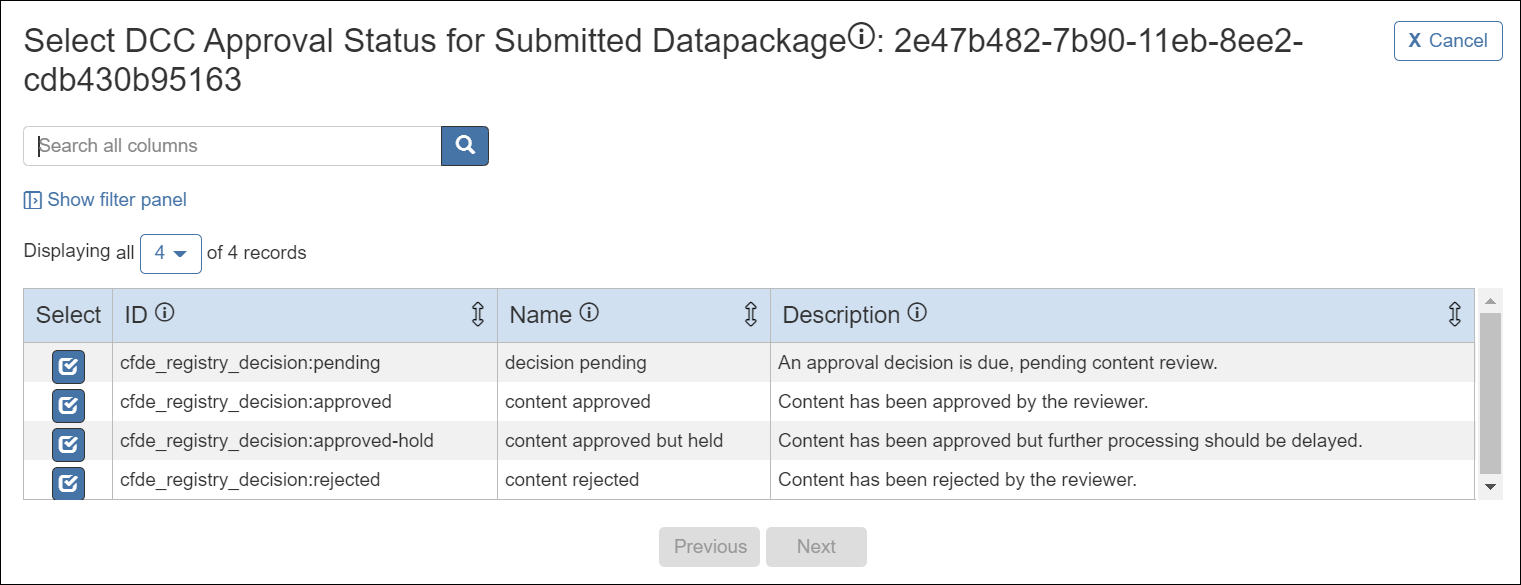 Select DCC Approval Status for Submitted Datapackage: 2e47b482-7b90-11eb-8ee2-
cdb430b95163
X Cancel
Search all columns
Show filter panel
Displaying all 4 of 4 records
Select ID Name Description
cfde_registry_decision:pending decision pending An approval decision is due, pending content review.
cfde_registry_decision:approved content approved Content has been approved by the reviewer.
cfde_registry_decision:approved-hold content approved but held Content has been approved but further processing should be delayed.
cfde_registry_decision:rejected content rejected Content has been rejected by the reviewer.
Previous Next